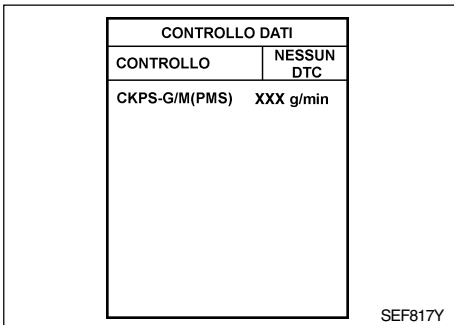 CONTROLLO DATI
CONTROLLO NESSUN
DTC
CKPS-G/M(PMS) XXX g/min
SEF817Y